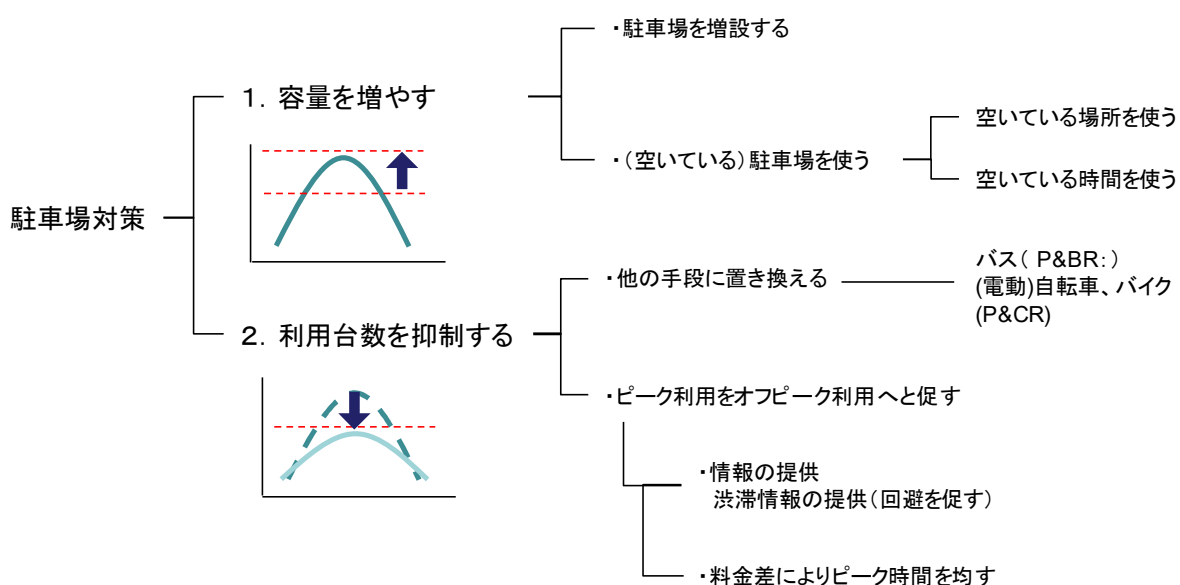 駐車場対策
1. 容量を増やす
・駐車場を増設する
・(空いている)駐車場を使う
空いている場所を使う
空いている時間を使う
2. 利用台数を抑制する
・他の手段に置き換える
バス( P&BR:)
(電動)自転車、バイク
(P&CR)
・ピーク利用をオフピーク利用へと促す
・情報の提供
渋滞情報の提供(回避を促す)
・料金差によりピーク時間を均す